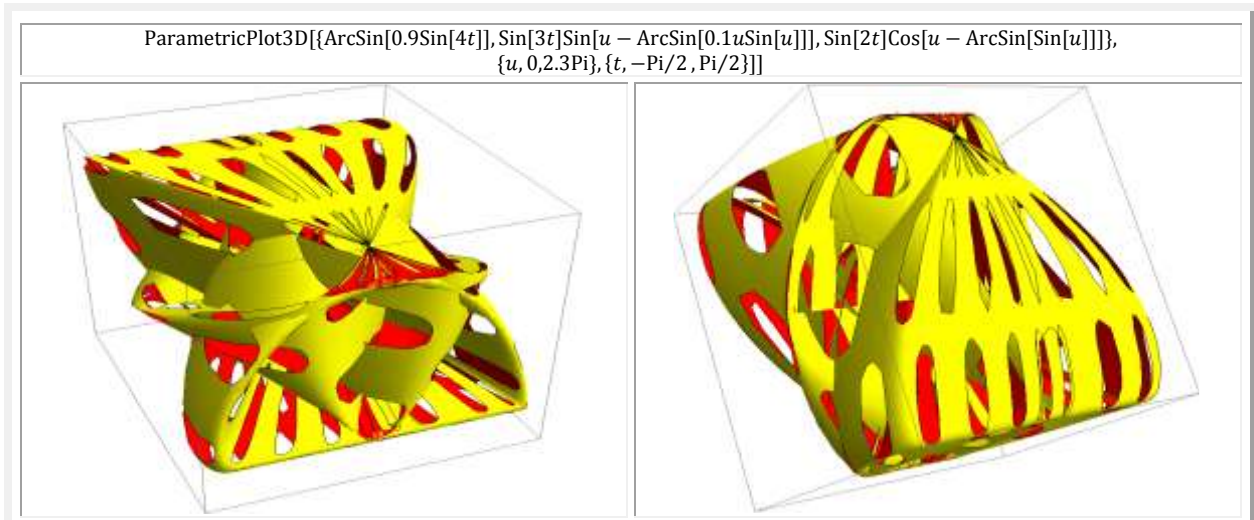 ParametricPlot3D[{ArcSin[0.9Sin[4t]], Sin[3t]Sin[u − ArcSin[0.1uSin[u]]], Sin[2t]Cos[u − ArcSin[Sin[u]]]},
{u, 0,2.3Pi}, {t, −Pi/2 , Pi/2}]]